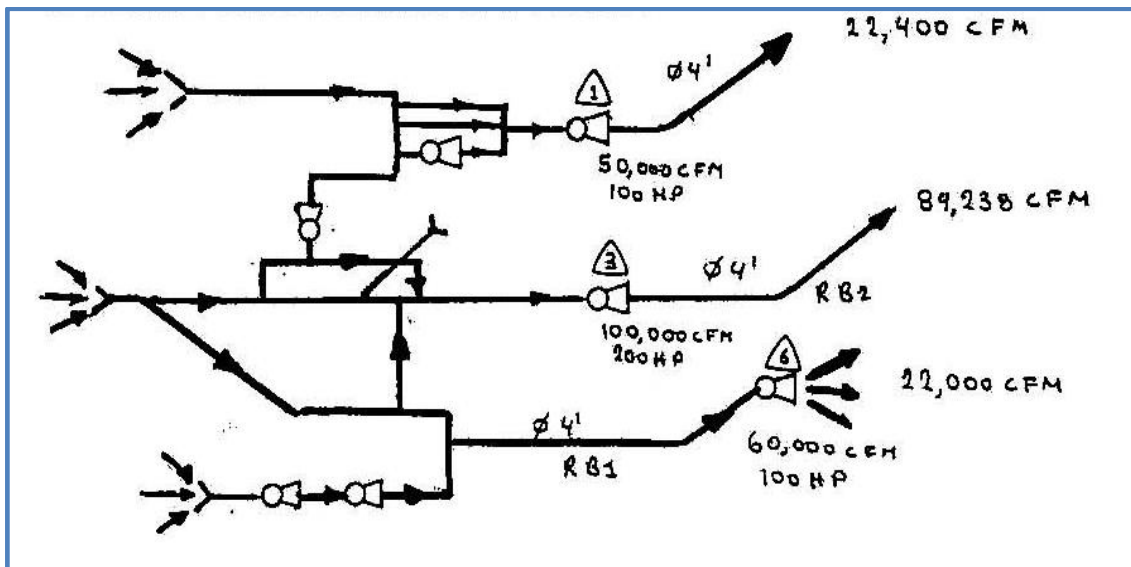 22,400 CFM
Ø4'
1
50,000 CFM
100 HP
89,238 CFM
3
Ø4'
RB2
100,000 CFM
200 HP
6
22,000 CFM
Ø4'
RB1
60,000 CFM
100 HP